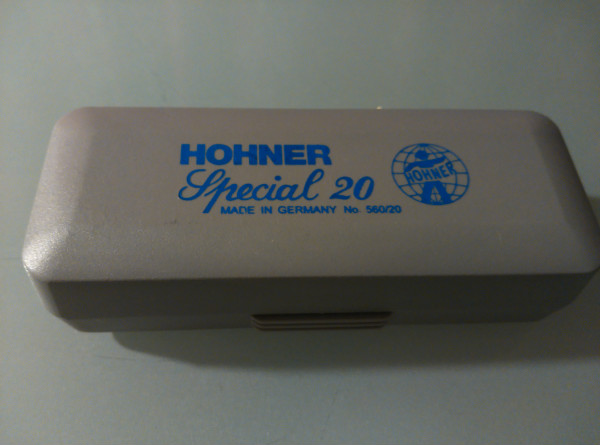 HOHNER
Special 20
MADE IN GERMANY No. 560/20
HOHNER